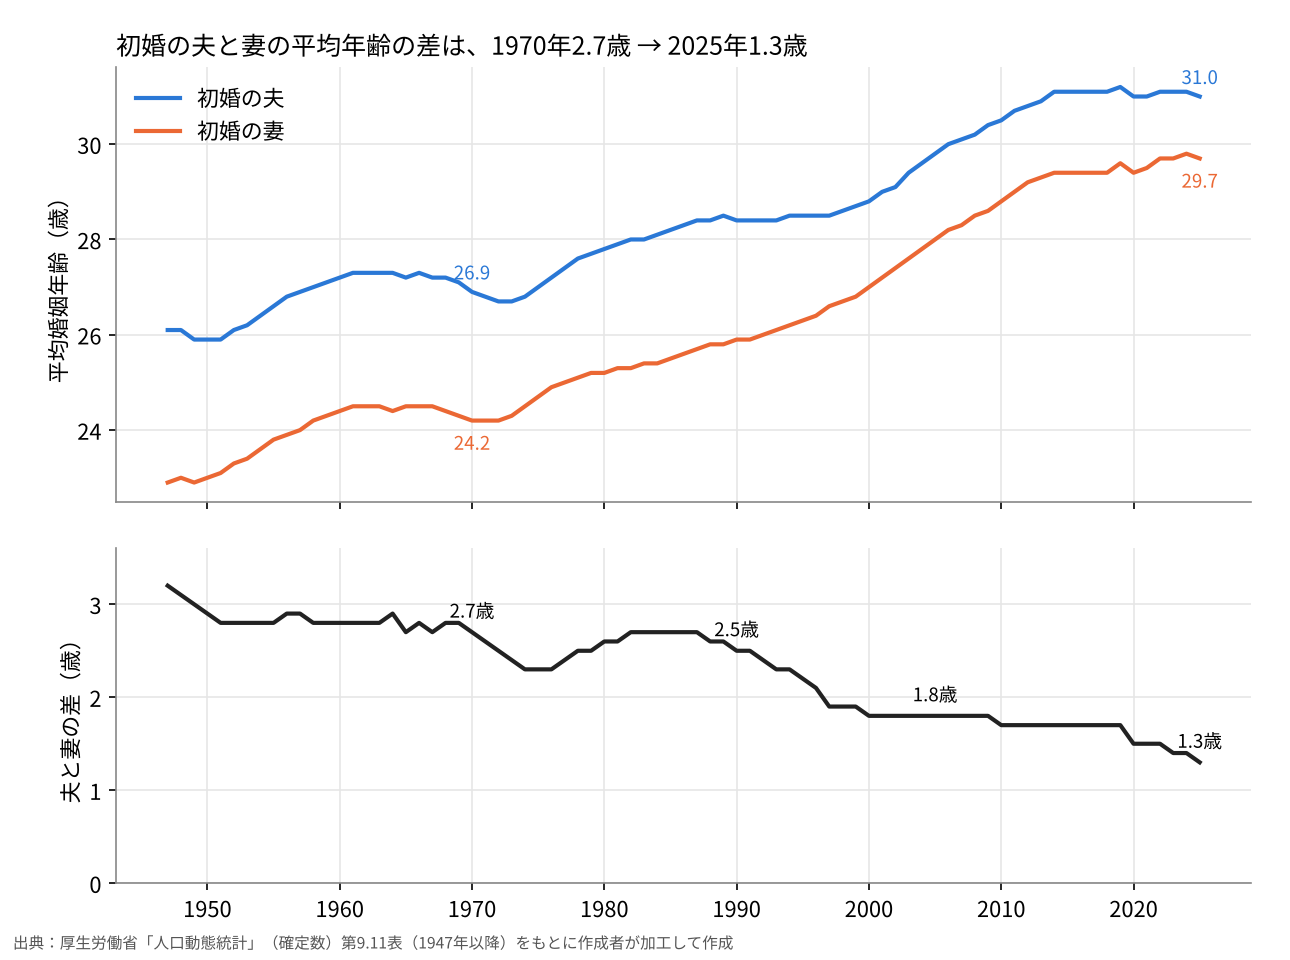 初婚の夫と妻の平均年齢の差は、1970年2.7歳 → 2025年1.3歳
初婚の夫
初婚の妻
平均婚姻年齢（歳）
30
28
26
24
31.0
29.7
26.9
24.2
夫と妻の差（歳）
3
2
1
0
2.7歳
2.5歳
1.8歳
1.3歳
1950 1960 1970 1980 1990 2000 2010 2020
出典：厚生労働省「人口動態統計」（確定数）第9.11表（1947年以降）をもとに作成者が加工して作成